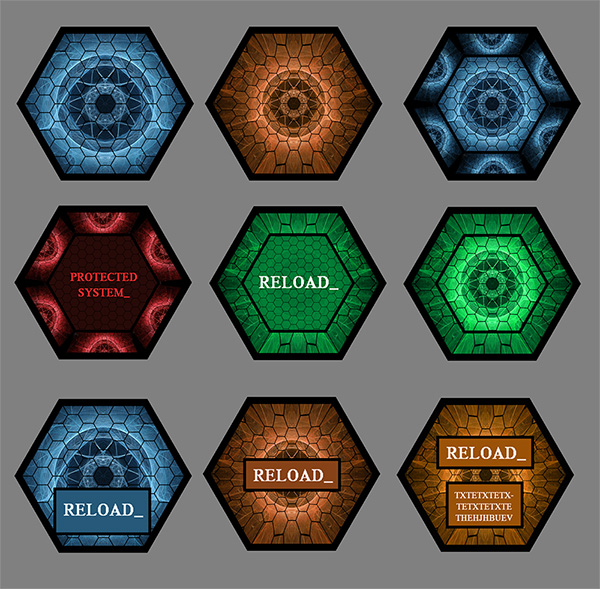 PROTECTED
SYSTEM_
RELOAD_
RELOAD_
RELOAD_
RELOAD_
TXTETXTETX-
TETXTETXTE
THEHJHBUEV